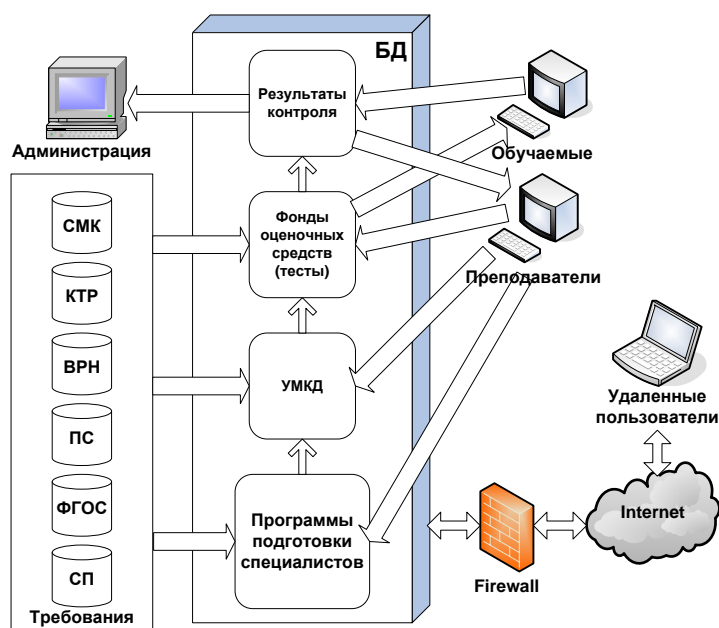 БД
Результаты
контроля
Администрация
Обучаемые
СМК
Фонды
оценочных
средств
(тесты)
КТР
Преподаватели
ВРН
УМКД
Удаленные
пользователи
ПС
ФГОС
Программы
подготовки
специалистов
Internet
СП
Firewall
Требования